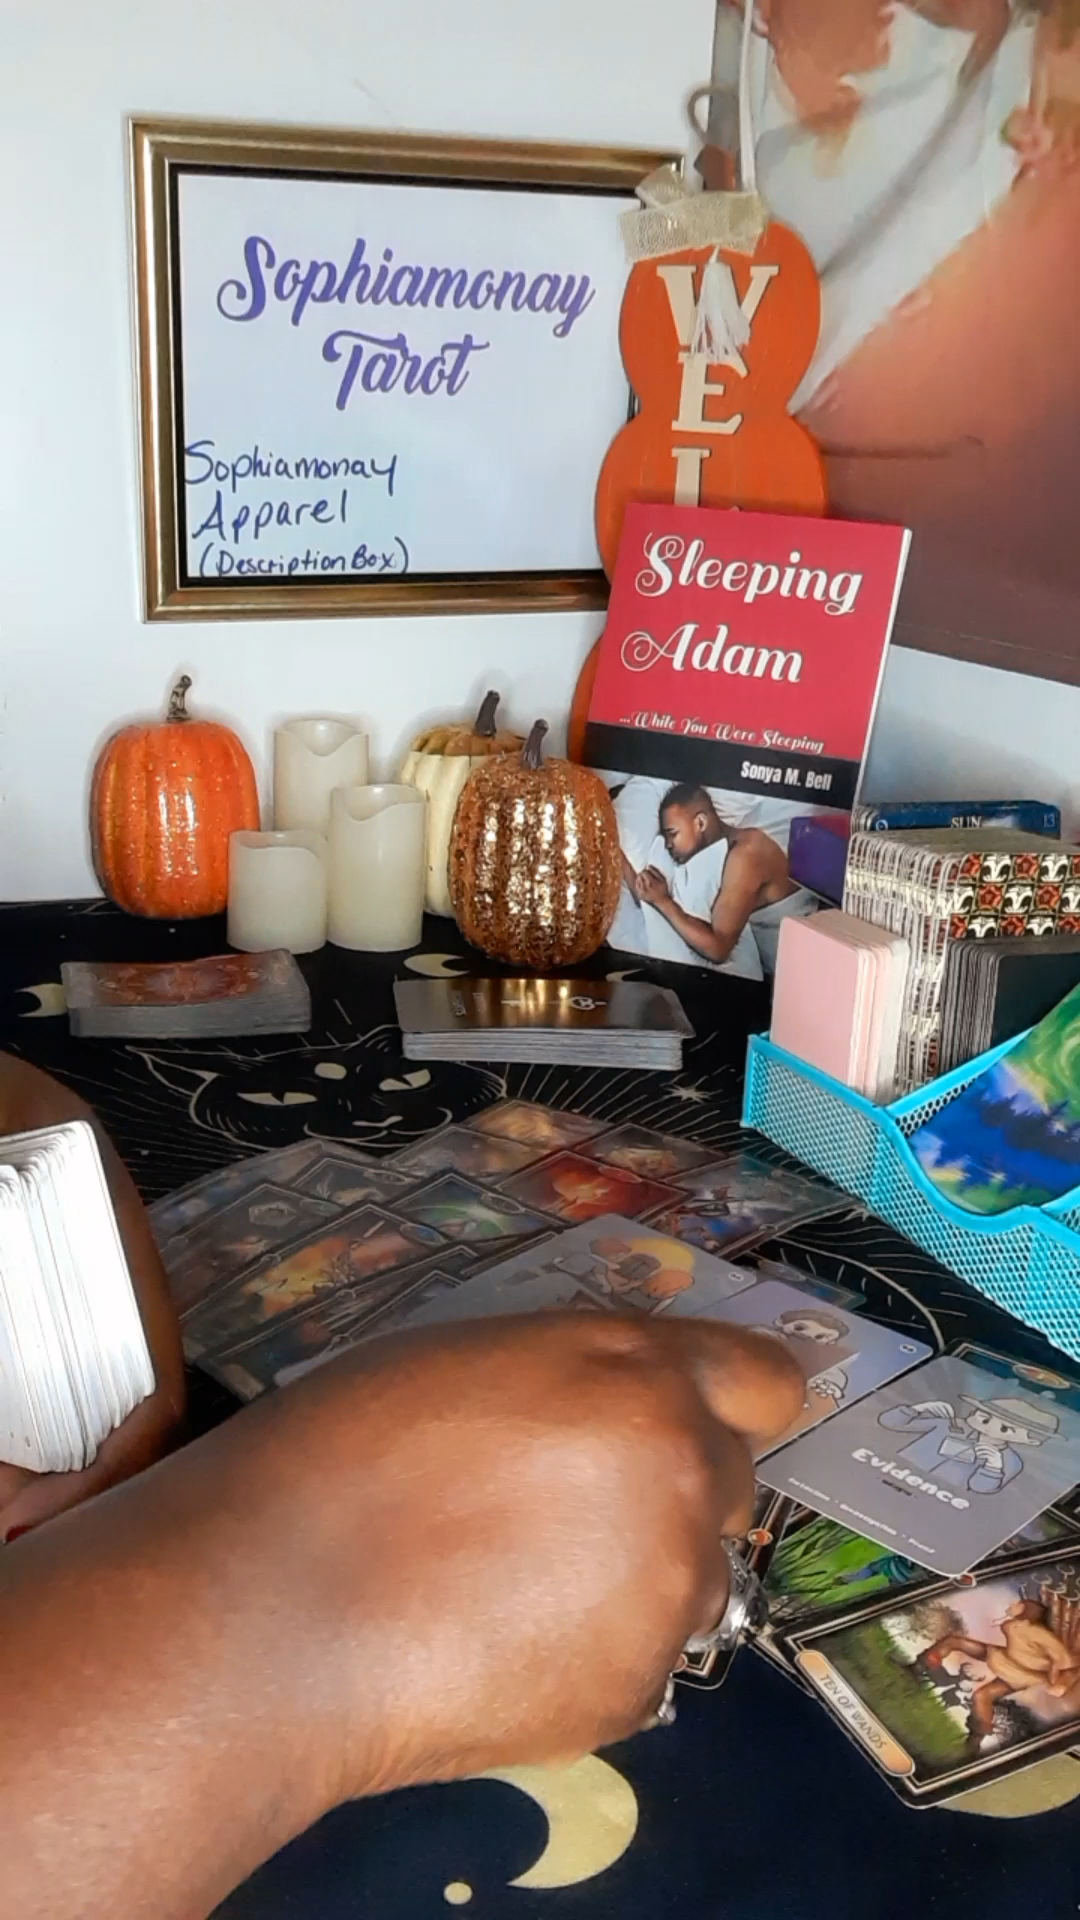 Sophiamonay
Tarot
Sophiamonay
Apparel
(Description Box)
WEL
Sleeping
Adam
...While You Were Sleeping
Sonya M. Bell
SUN
13
Evidence
TEN OF WANDS